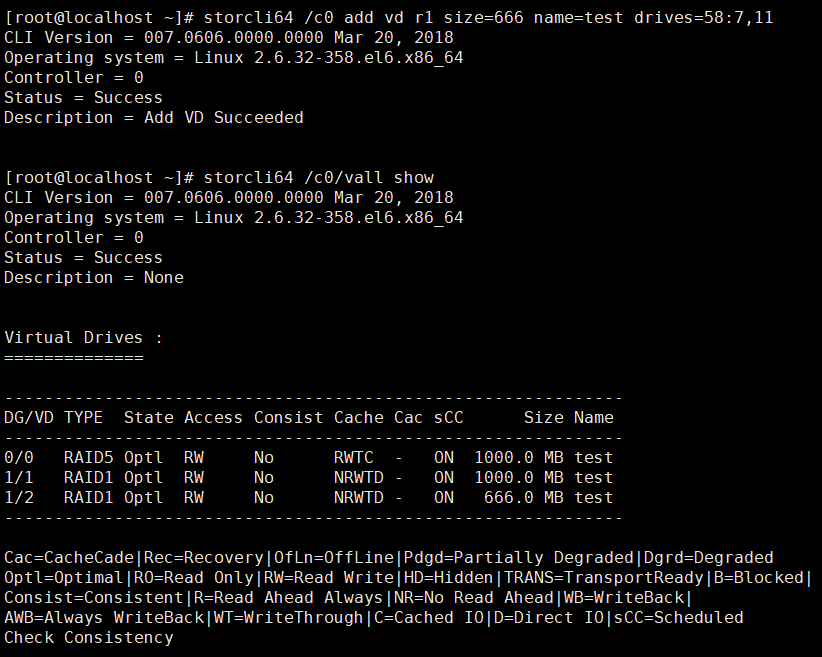 [root@localhost ~]# storcli64 /c0 add vd r1 size=666 name=test drives=58:7,11
CLI Version = 007.0606.0000.0000 Mar 20, 2018
Operating system = Linux 2.6.32-358.el6.x86_64
Controller = 0
Status = Success
Description = Add VD Succeeded
[root@localhost ~]# storcli64 /c0/vall show
CLI Version = 007.0606.0000.0000 Mar 20, 2018
Operating system = Linux 2.6.32-358.el6.x86_64
Controller = 0
Status = Success
Description = None
Virtual Drives :
==============
--------------------------------------------------------------
DG/VD TYPE  State Access Consist Cache Cac sCC      Size Name
--------------------------------------------------------------
0/0   RAID5 Optl  RW     No      RWTC  -   ON  1000.0 MB test
1/1   RAID1 Optl  RW     No      NRWTD -   ON  1000.0 MB test
1/2   RAID1 Optl  RW     No      NRWTD -   ON   666.0 MB test
--------------------------------------------------------------
Cac=CacheCade|Rec=Recovery|OfLn=OffLine|Pdgd=Partially Degraded|Dgrd=Degraded
Optl=Optimal|RO=Read Only|RW=Read Write|HD=Hidden|TRANS=TransportReady|B=Blocked|
Consist=Consistent|R=Read Ahead Always|NR=No Read Ahead|WB=WriteBack|
AWB=Always WriteBack|WT=WriteThrough|C=Cached IO|D=Direct IO|sCC=Scheduled
Check Consistency